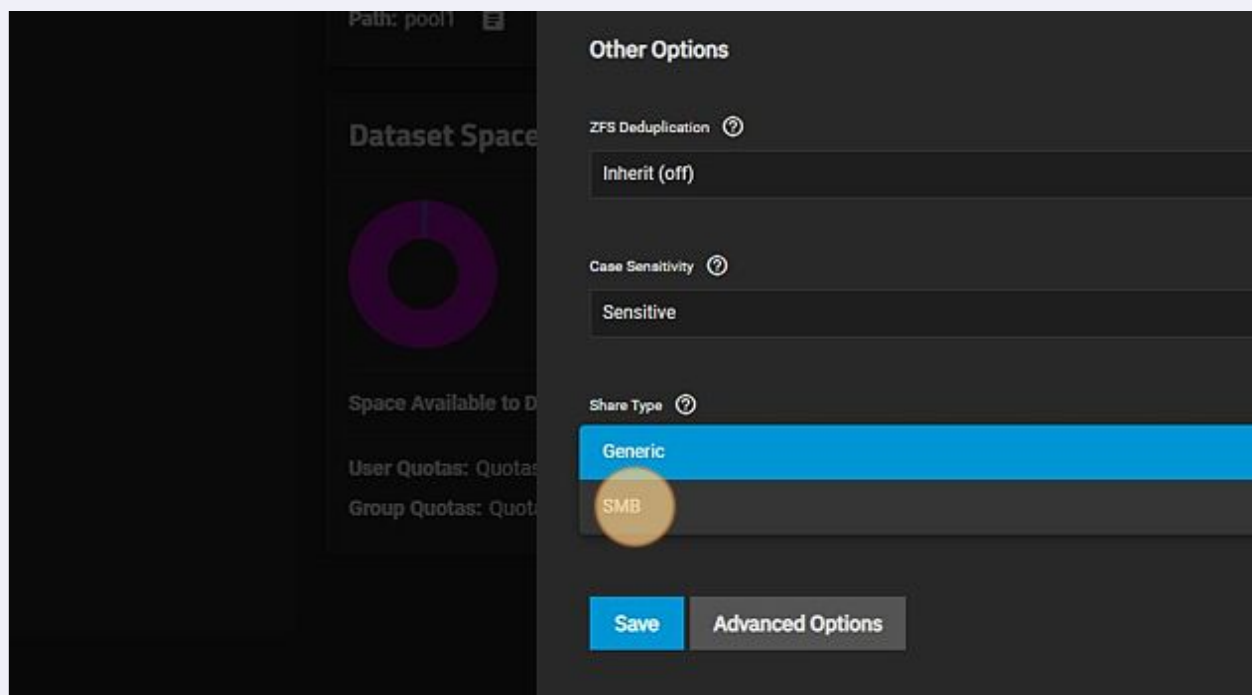 Path: pool1
Dataset Space
Space Available to D
User Quotas: Quotas
Group Quotas: Quot
Other Options
ZFS Deduplication
Inherit (off)
Case Sensitivity
Sensitive
Share Type
Generic
SMB
Save
Advanced Options